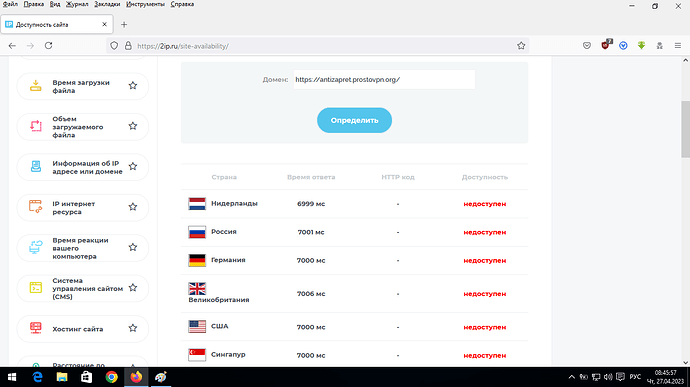 Файл Правка Вид Журнал Закладки Инструменты Справка
Доступность сайта
https://2ip.ru/site-availability/
7
Время загрузки
файла
Объем
загружаемого
файла
Информация об IP
адресе или домене
IP интернет
ресурса
Время реакции
вашего
компьютера
Система
управления сайтом
(CMS)
Хостинг сайта
Расстояние до
Домен: https://antizapret.prostovpn.org/
Определить
Страна Время ответа HTTP код Доступность
Нидерланды 6999 мс - недоступен
Россия 7001 мс - недоступен
Германия 7000 мс - недоступен
Великобритания 7006 мс - недоступен
США 7000 мс - недоступен
Сингапур 7000 мс - недоступен
РУС
08:45:57
Чт, 27.04.2023